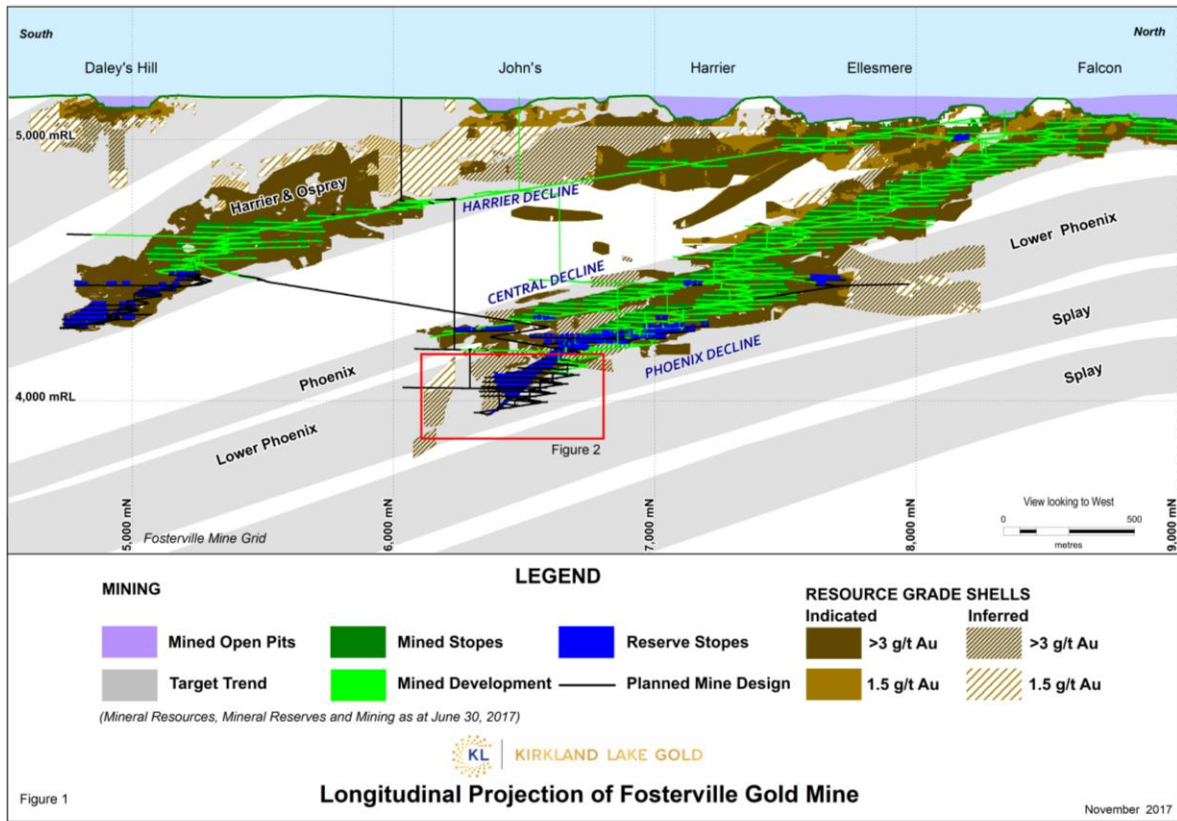 South
North
Daley's Hill
John's
Harrier
Ellesmere
Falcon
5,000 mRL
Harrier & Osprey
HARRIER DECLINE
Lower Phoenix
CENTRAL DECLINE
Splay
PHOENIX DECLINE
Phoenix
Splay
4,000 mRL
Lower Phoenix
Figure 2
View looking to West
0 500
metres
5,000 mN
6,000 mN
7,000 mN
8,000 mN
9,000 mN
Fosterville Mine Grid
LEGEND
MINING
Mined Open Pits
Mined Stopes
Reserve Stopes
Target Trend
Mined Development
Planned Mine Design
RESOURCE GRADE SHELLS
Indicated Inferred
>3 g/t Au >3 g/t Au
1.5 g/t Au 1.5 g/t Au
(Mineral Resources, Mineral Reserves and Mining as at June 30, 2017)
KL KIRKLAND LAKE GOLD
Figure 1
Longitudinal Projection of Fosterville Gold Mine
November 2017